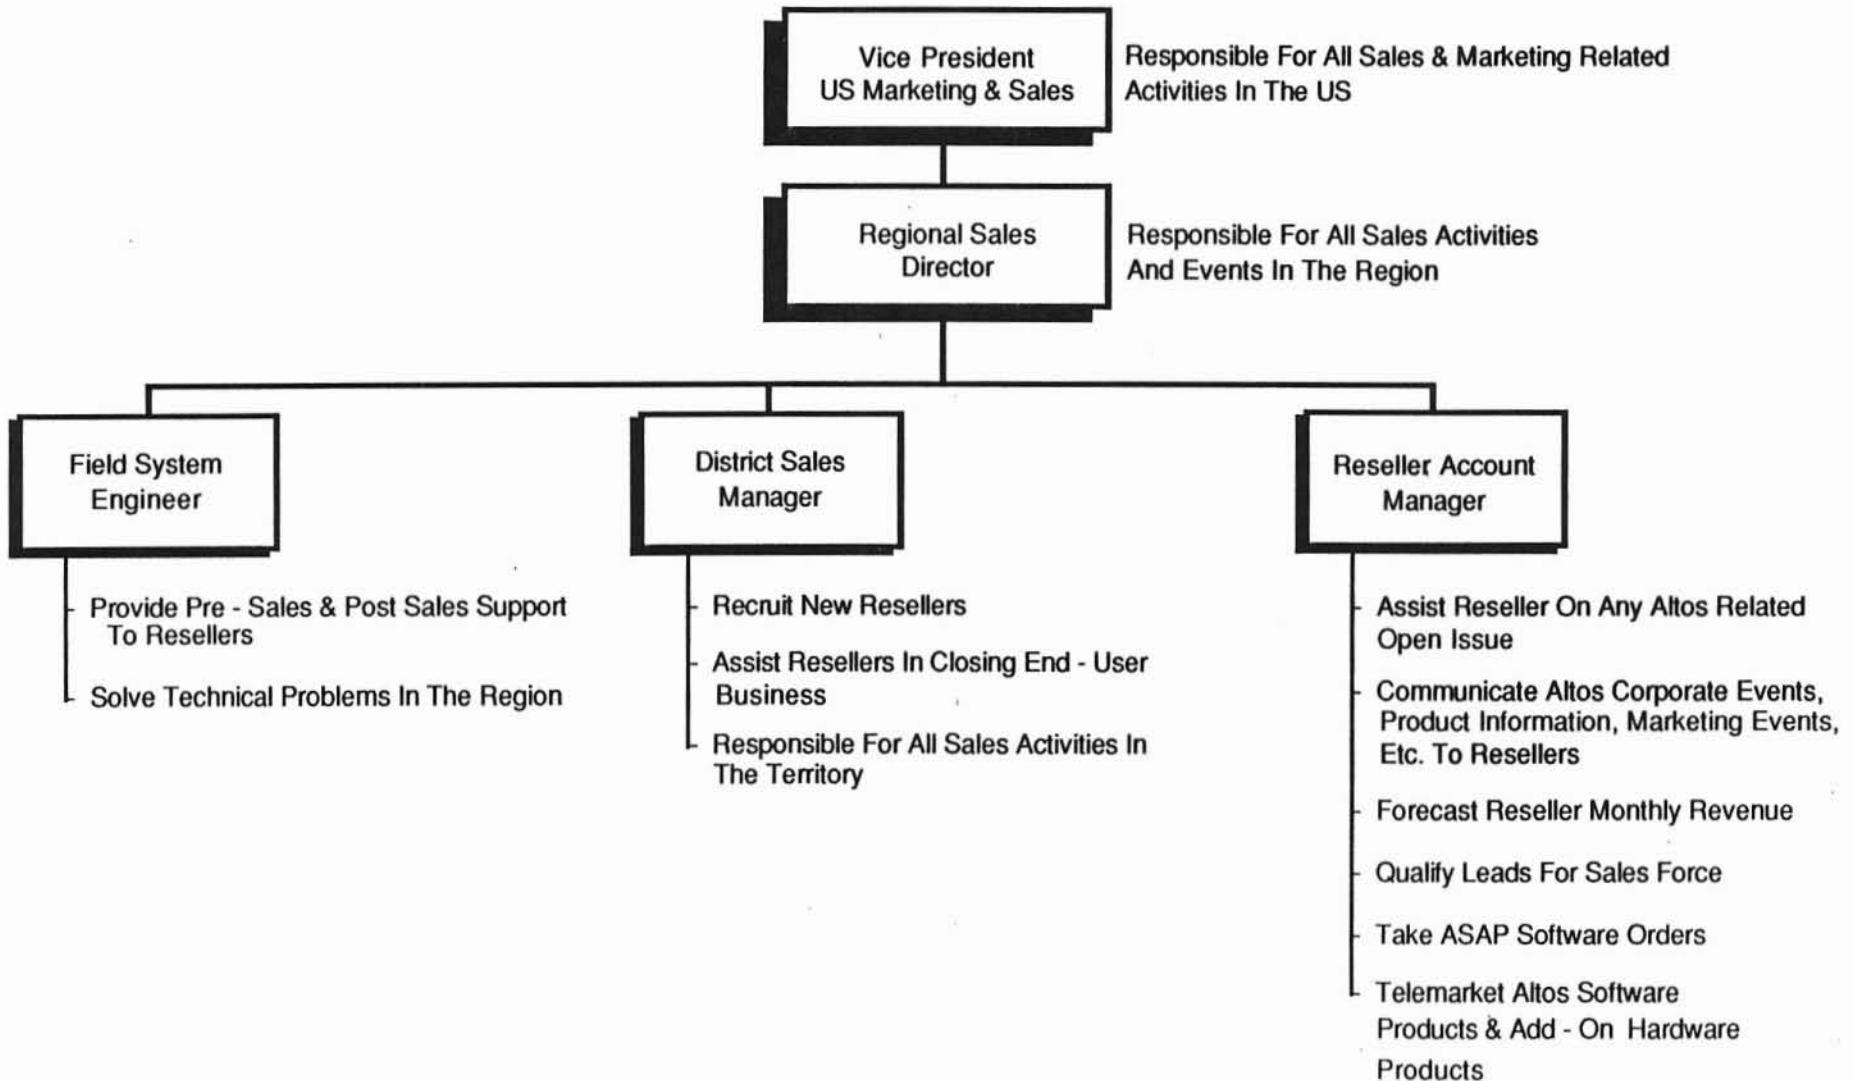 Vice President
US Marketing & Sales
Responsible For All Sales & Marketing Related
Activities In The US
Regional Sales
Director
Responsible For All Sales Activities
And Events In The Region
Field System
Engineer
- Provide Pre - Sales & Post Sales Support
To Resellers
- Solve Technical Problems In The Region
District Sales
Manager
- Recruit New Resellers
- Assist Resellers In Closing End - User
Business
- Responsible For All Sales Activities In
The Territory
Reseller Account
Manager
- Assist Reseller On Any Altos Related
Open Issue
- Communicate Altos Corporate Events,
Product Information, Marketing Events,
Etc. To Resellers
- Forecast Reseller Monthly Revenue
- Qualify Leads For Sales Force
- Take ASAP Software Orders
- Telemarket Altos Software
Products & Add - On Hardware
Products